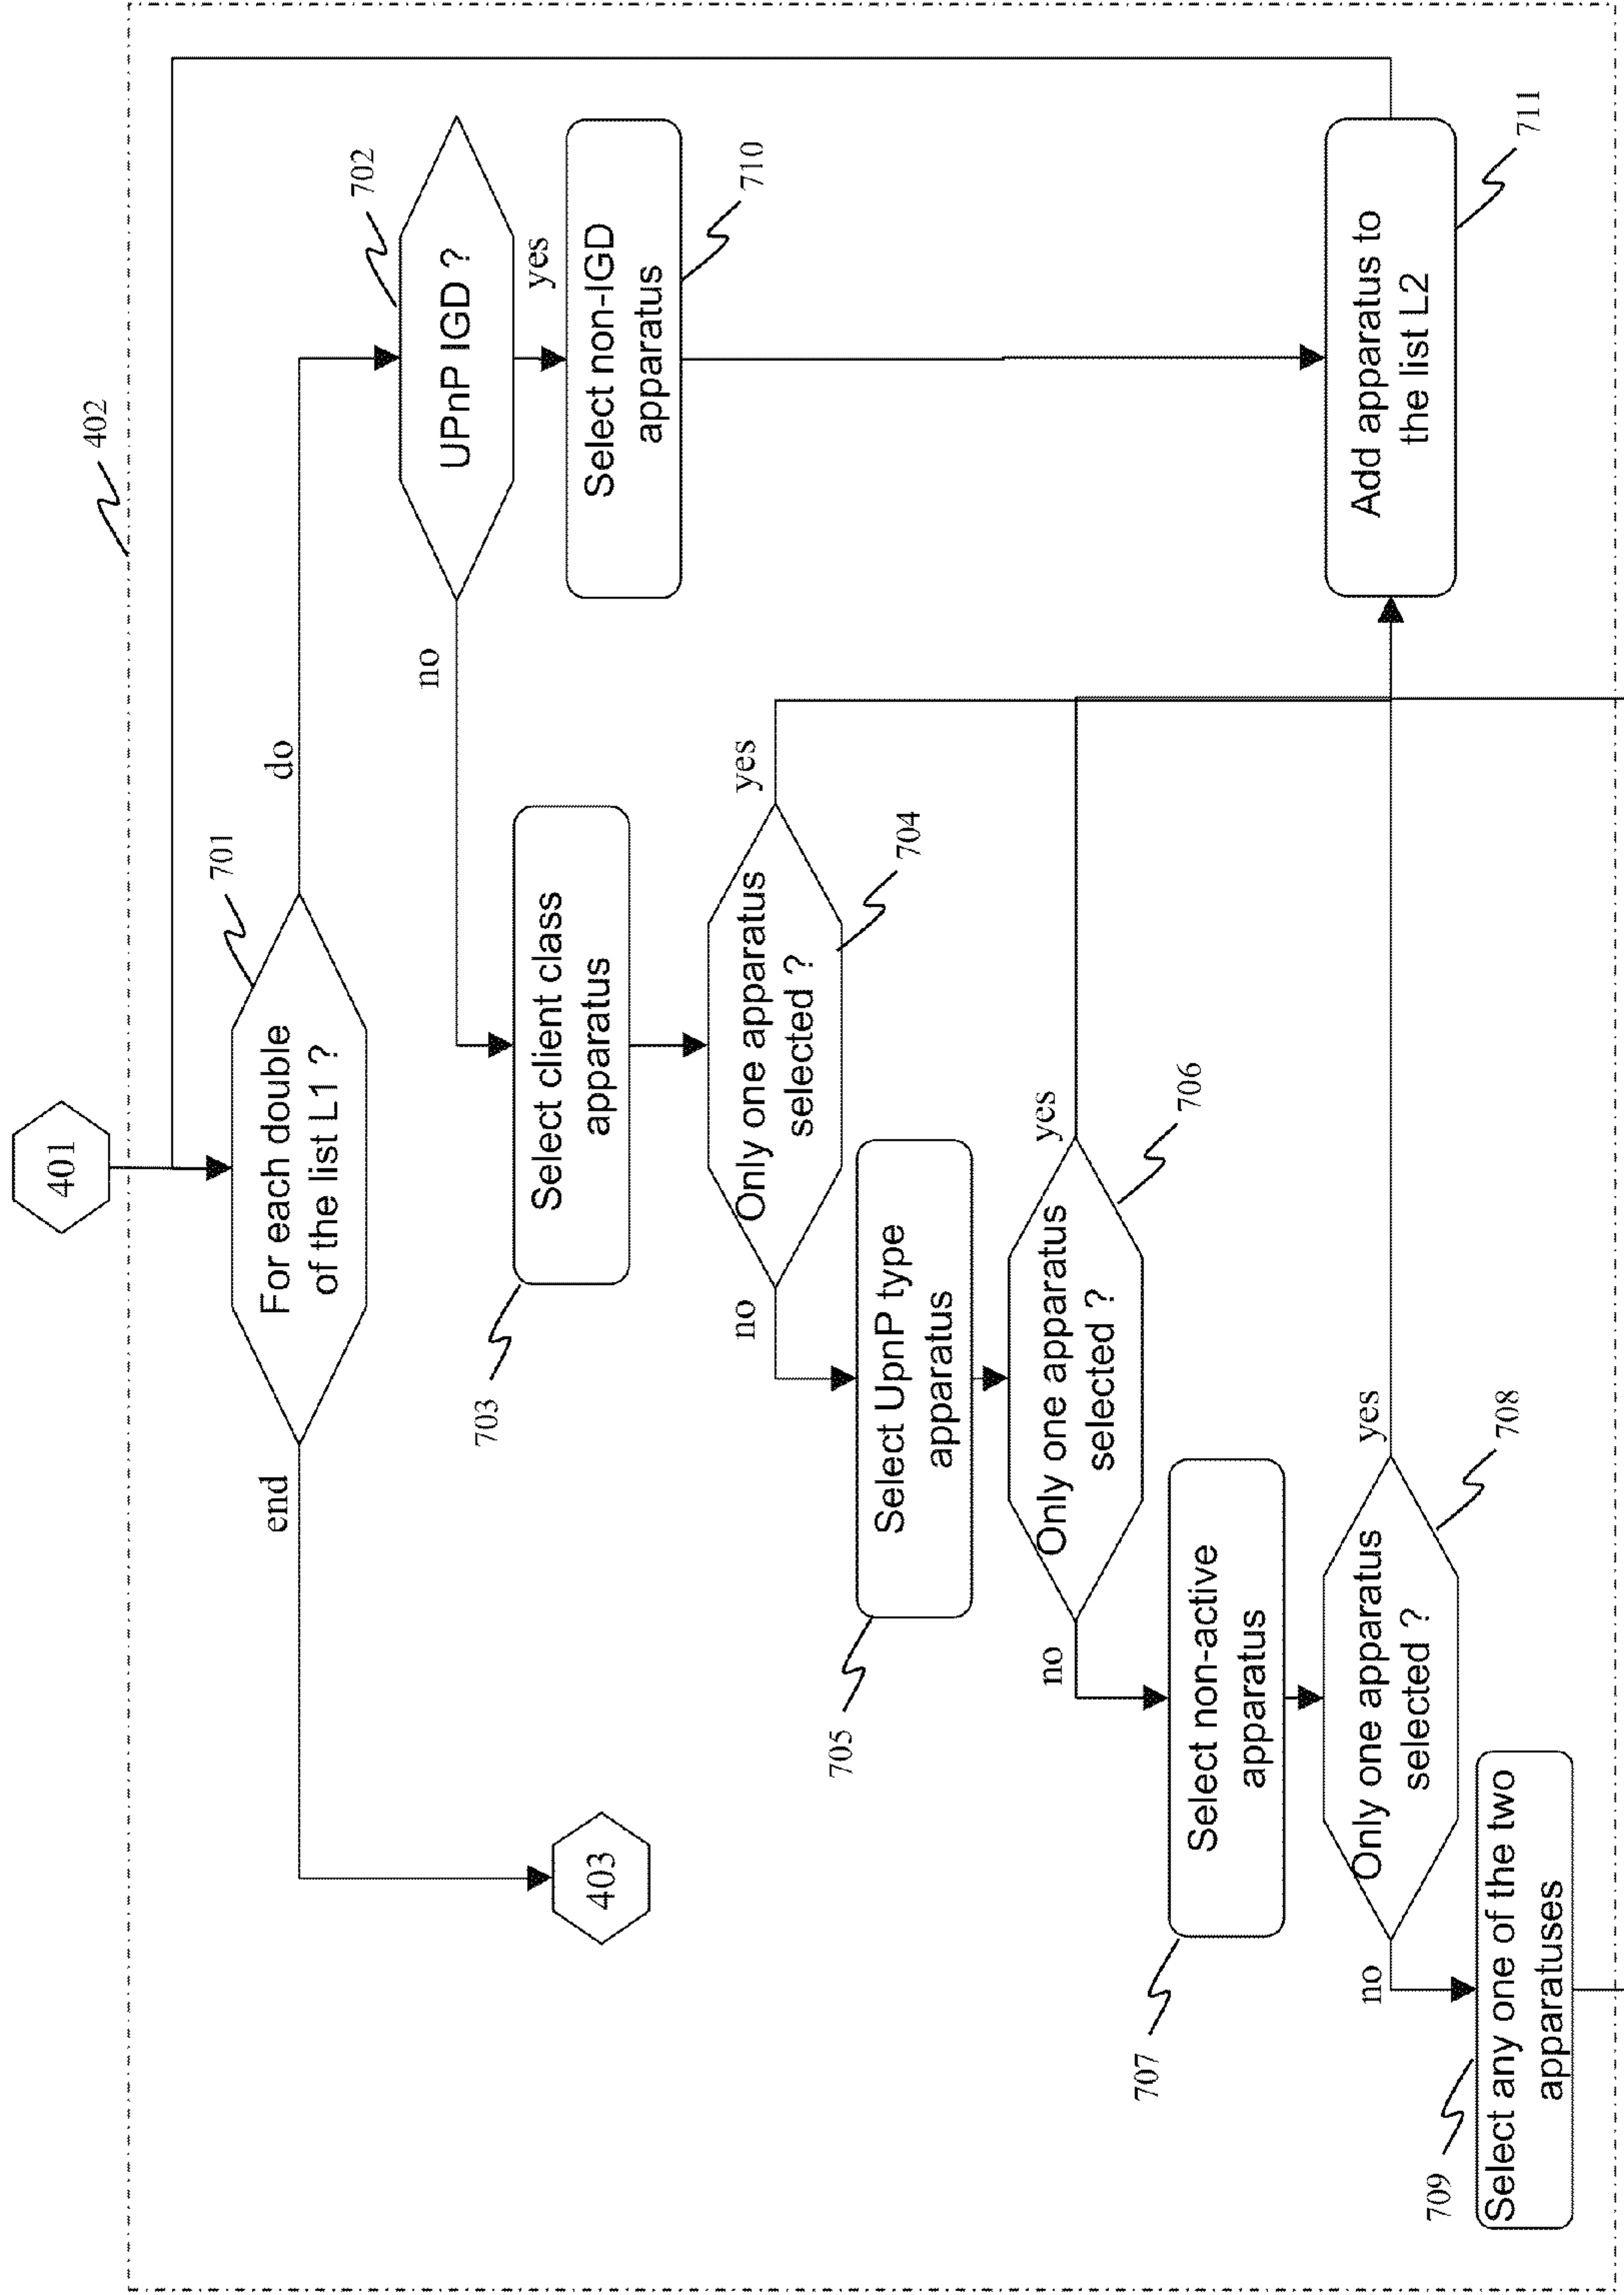 401
402
701
For each double
of the list L1 ?
do
end
702
UPnP IGD ?
yes
no
Select non-IGD
apparatus
710
403
703
Select client class
apparatus
Only one apparatus
selected ?
704
yes
no
705
Select UpnP type
apparatus
Only one apparatus
selected ?
706
yes
no
707
Select non-active
apparatus
Only one apparatus
selected ?
708
yes
no
709
Select any one of the two
apparatuses
Add apparatus to
the list L2
711